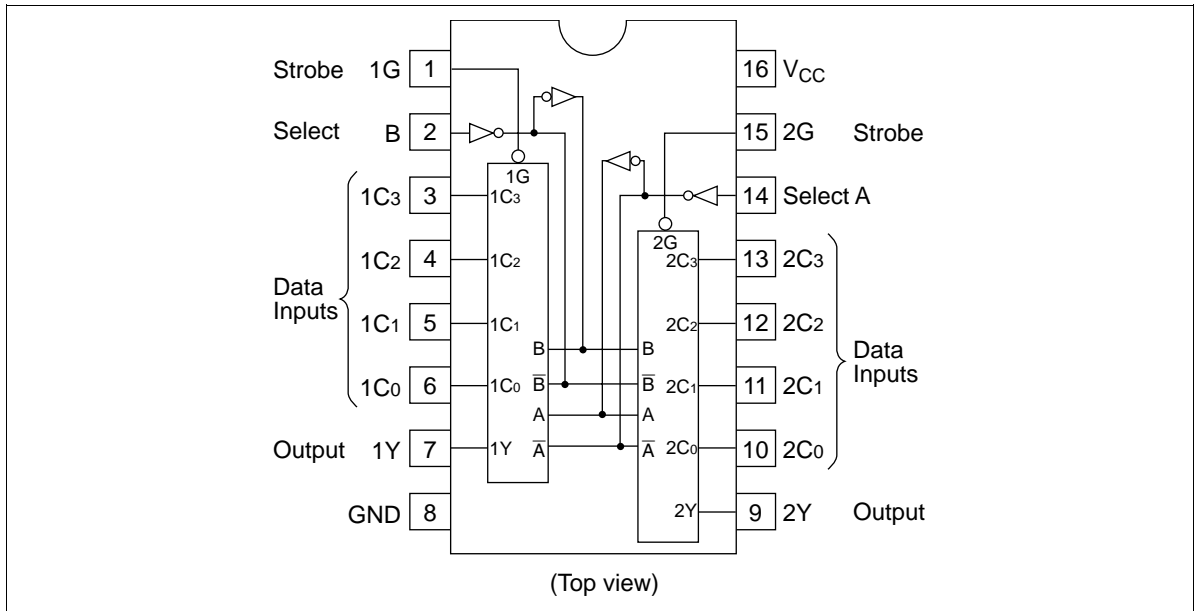 Strobe 1G 1
Select B 2
1C3 3
1C2 4
Data
Inputs
1C1 5
1C0 6
Output 1Y 7
GND 8
16 VCC
15 2G Strobe
14 Select A
13 2C3
12 2C2
Data
Inputs
11 2C1
10 2C0
9 2Y Output
1G
1C3
1C2
1C1
1C0
1Y
B
B̅
A
A̅
2G
2C3
2C2
2C1
2C0
2Y
B
B̅
A
A̅
(Top view)